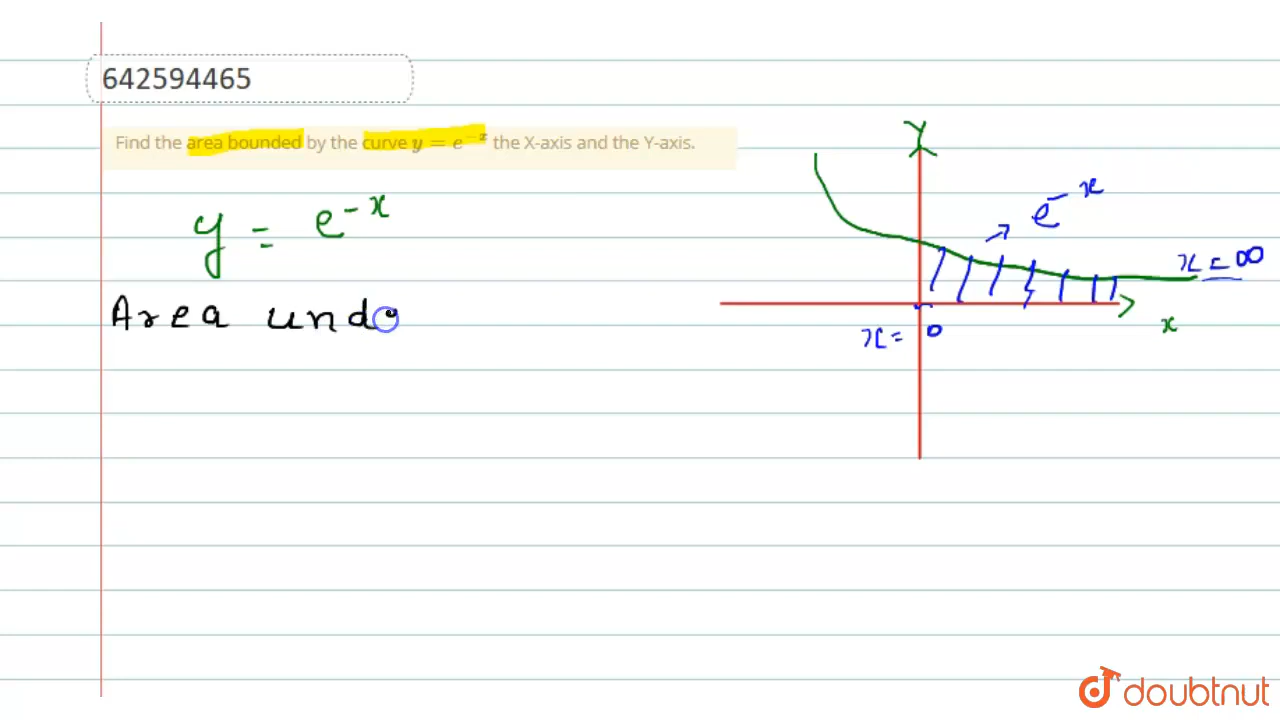 642594465
Find the area bounded by the curve y = e^{-x} the X-axis and the Y-axis.
Y
y = e^{-x}
e^{-x}
x = ∞
Area und
x = 0
x
doubtnut